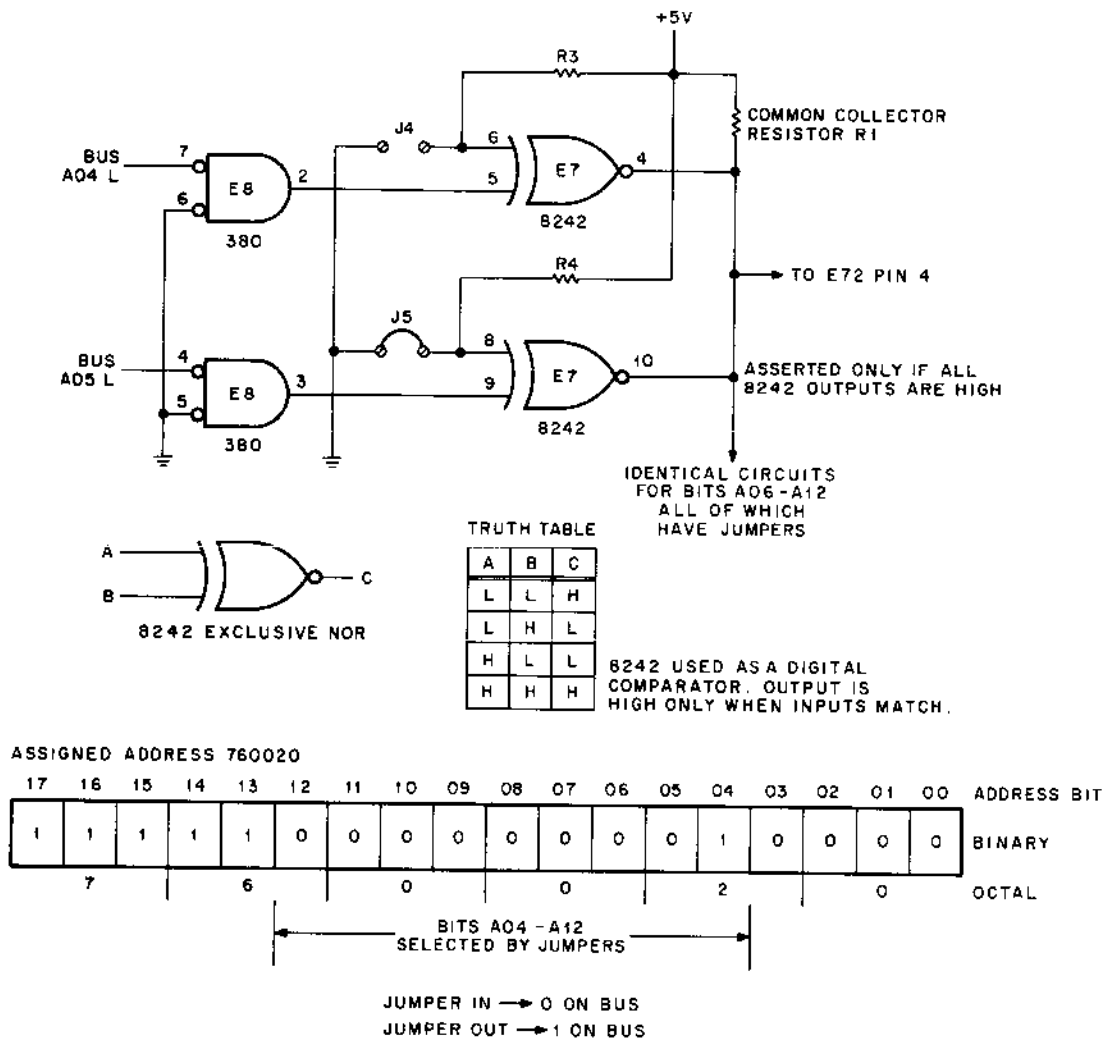 +5V
R3
COMMON COLLECTOR
RESISTOR R1
J4
BUS
A04 L
7
6
E8
2
380
6
5
E7
4
8242
R4
TO E72 PIN 4
J5
BUS
A05 L
4
5
E8
3
380
8
9
E7
10
8242
ASSERTED ONLY IF ALL
8242 OUTPUTS ARE HIGH
IDENTICAL CIRCUITS
FOR BITS A06-A12
ALL OF WHICH
HAVE JUMPERS
A
B
C
8242 EXCLUSIVE NOR
TRUTH TABLE
A B C
L L H
L H L
H L L
H H H
8242 USED AS A DIGITAL
COMPARATOR. OUTPUT IS
HIGH ONLY WHEN INPUTS MATCH.
ASSIGNED ADDRESS 760020
17 16 15 14 13 12 11 10 09 08 07 06 05 04 03 02 01 00 ADDRESS BIT
1 1 1 1 1 0 0 0 0 0 0 0 0 1 0 0 0 0 BINARY
7 6 0 0 2 0 OCTAL
BITS A04-A12
SELECTED BY JUMPERS
JUMPER IN → 0 ON BUS
JUMPER OUT → 1 ON BUS